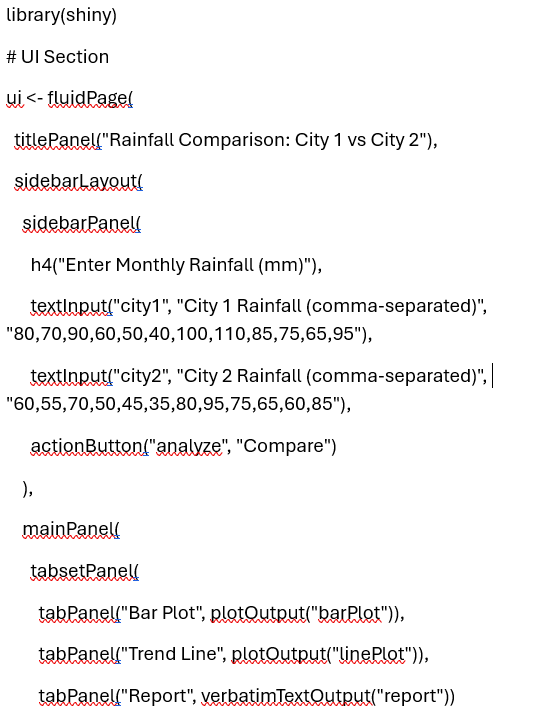 library(shiny)
# UI Section
ui <- fluidPage(
titlePanel("Rainfall Comparison: City 1 vs City 2"),
sidebarLayout(
sidebarPanel(
h4("Enter Monthly Rainfall (mm)"),
textInput("city1", "City 1 Rainfall (comma-separated)",
"80,70,90,60,50,40,100,110,85,75,65,95"),
textInput("city2", "City 2 Rainfall (comma-separated)",
"60,55,70,50,45,35,80,95,75,65,60,85"),
actionButton("analyze", "Compare")
),
mainPanel(
tabsetPanel(
tabPanel("Bar Plot", plotOutput("barPlot")),
tabPanel("Trend Line", plotOutput("linePlot")),
tabPanel("Report", verbatimTextOutput("report"))